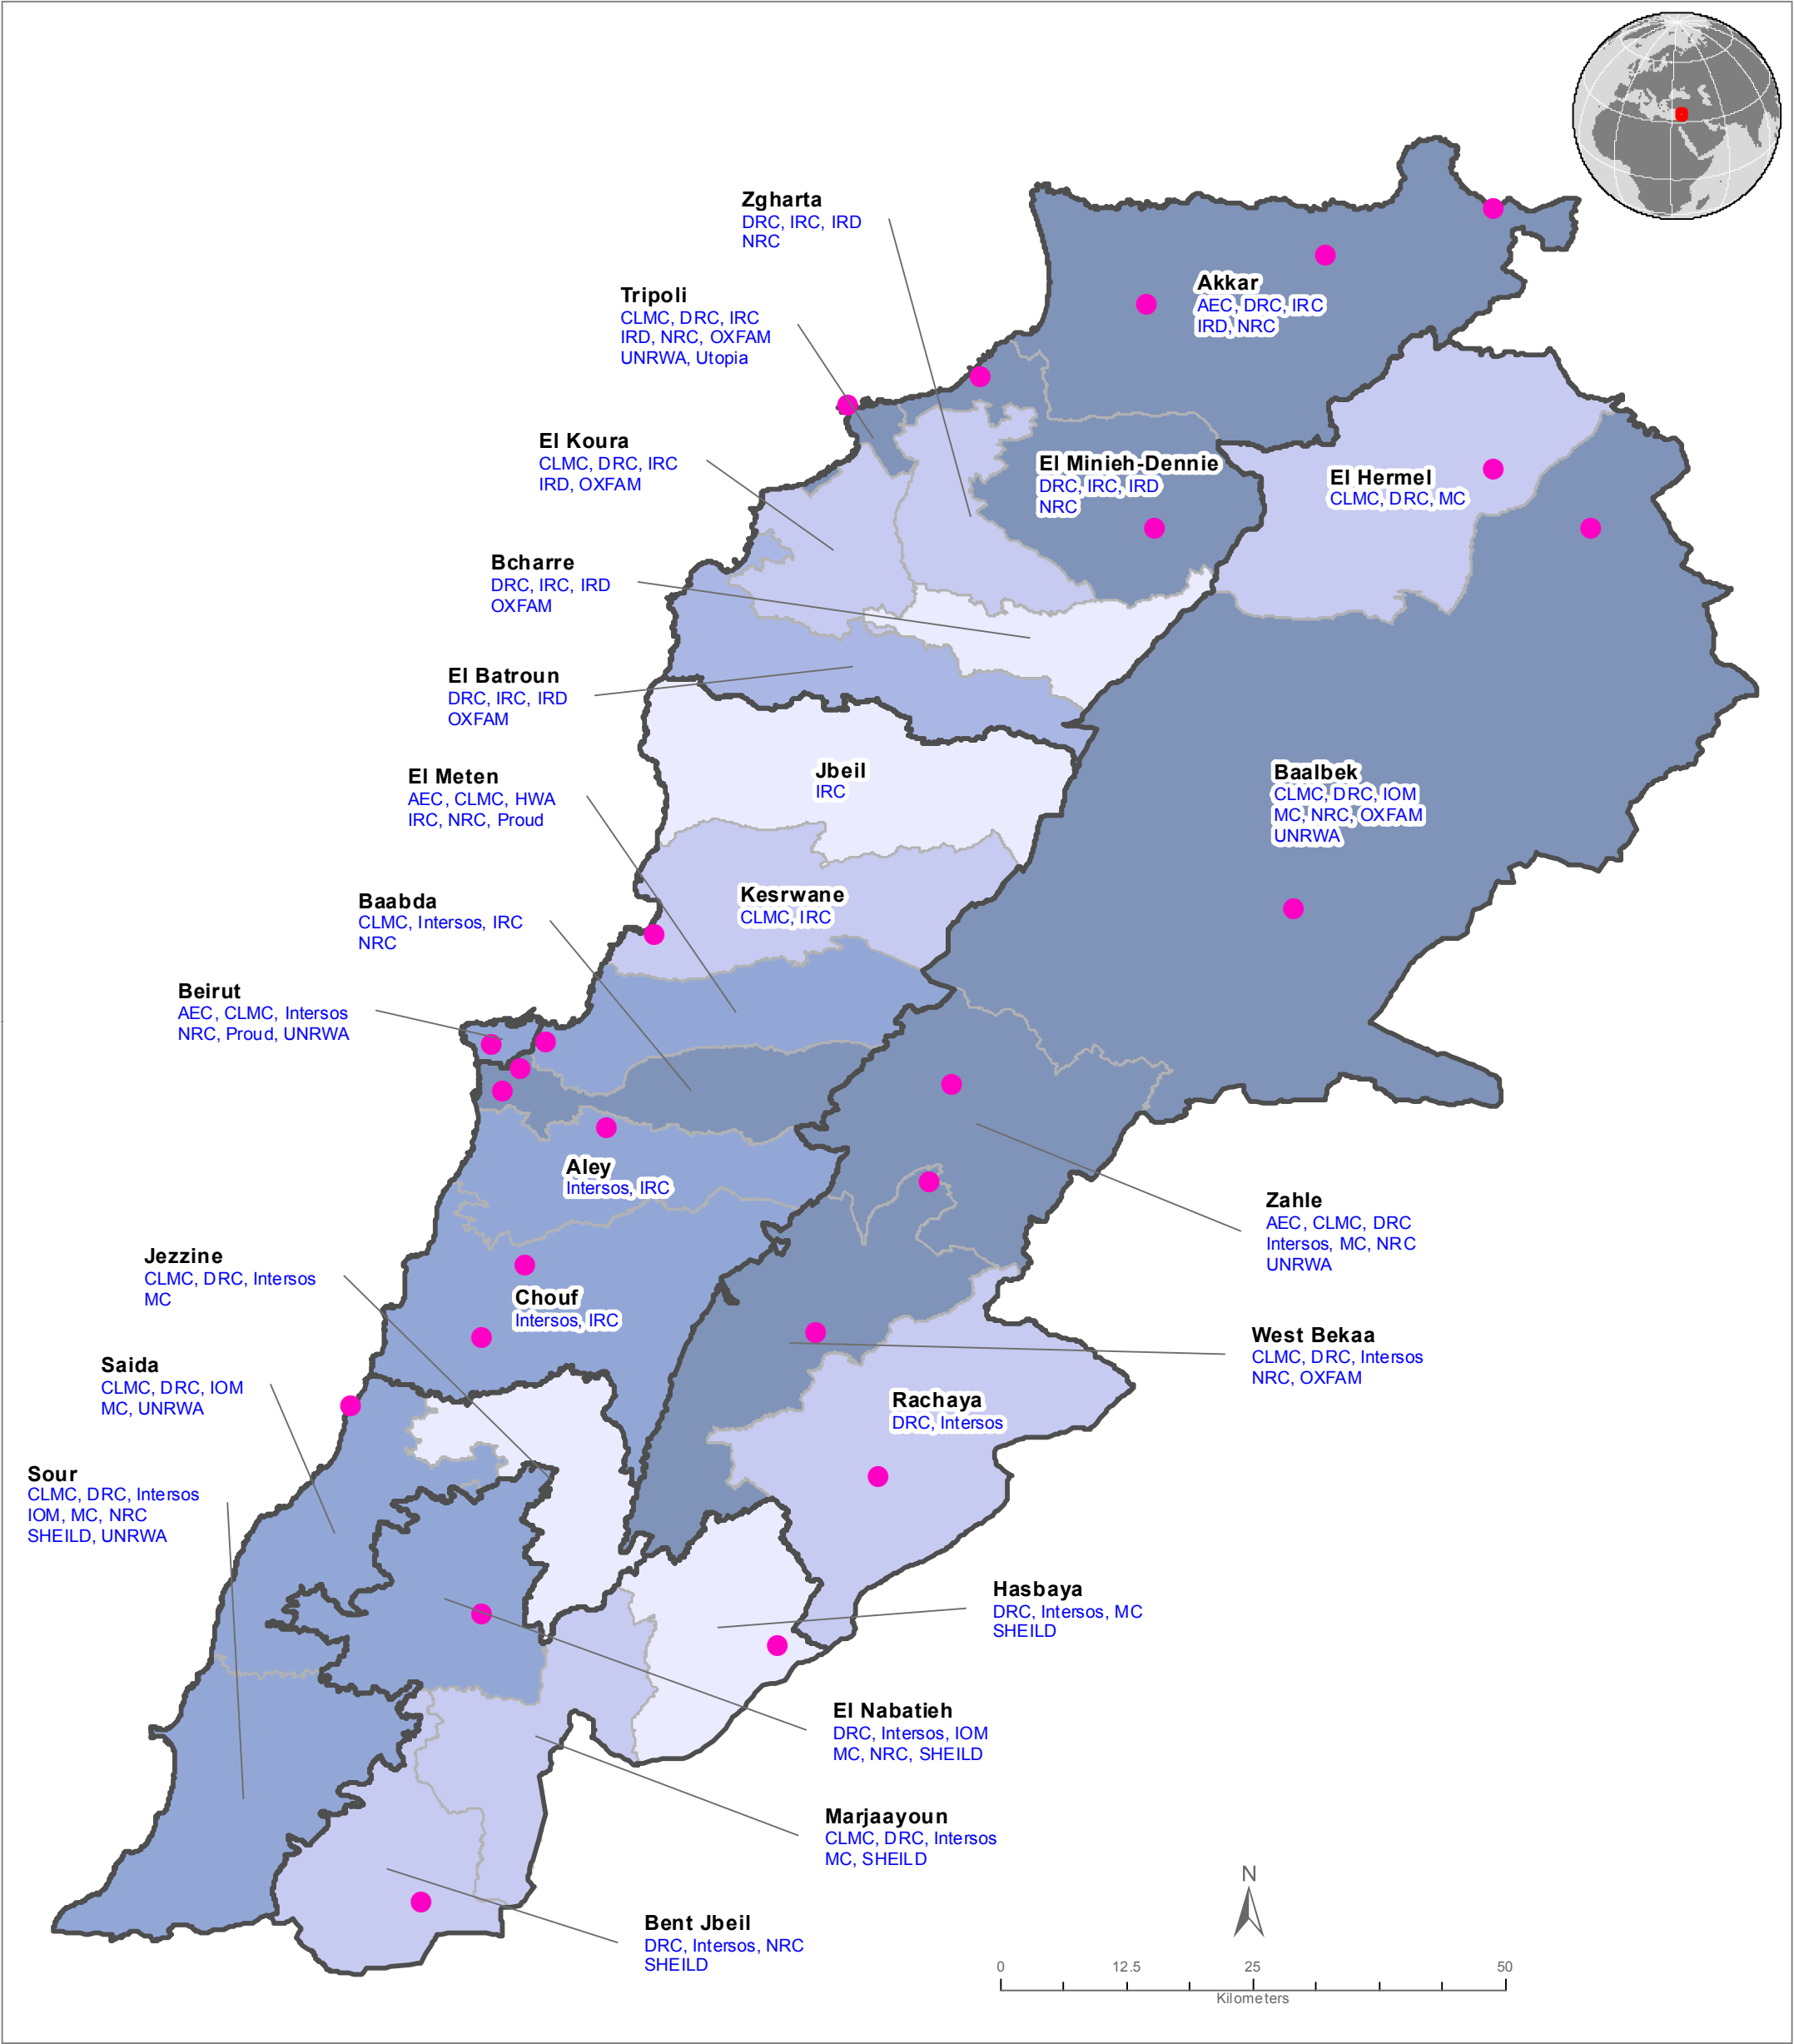 Zgharta
DRC, IRC, IRD
NRC
Akkar
AEC, DRC, IRC
IRD, NRC
Tripoli
CLMC, DRC, IRC
IRD, NRC, OXFAM
UNRWA, Utopia
El Koura
CLMC, DRC, IRC
IRD, OXFAM
El Minieh-Dennie
DRC, IRC, IRD
NRC
El Hermel
CLMC, DRC, MC
Bcharre
DRC, IRC, IRD
OXFAM
El Batroun
DRC, IRC, IRD
OXFAM
El Meten
AEC, CLMC, HWA
IRC, NRC, Proud
Jbeil
IRC
Baalbek
CLMC, DRC, IOM
MC, NRC, OXFAM
UNRWA
Kesrwane
CLMC, IRC
Baabda
CLMC, Intersos, IRC
NRC
Beirut
AEC, CLMC, Intersos
NRC, Proud, UNRWA
Aley
Intersos, IRC
Zahle
AEC, CLMC, DRC
Intersos, MC, NRC
UNRWA
Jezzine
CLMC, DRC, Intersos
MC
Chouf
Intersos, IRC
West Bekaa
CLMC, DRC, Intersos
NRC, OXFAM
Saida
CLMC, DRC, IOM
MC, UNRWA
Rachaya
DRC, Intersos
Sour
CLMC, DRC, Intersos
IOM, MC, NRC
SHEILD, UNRWA
Hasbaya
DRC, Intersos, MC
SHEILD
El Nabatieh
DRC, Intersos, IOM
MC, NRC, SHEILD
Marjaayoun
CLMC, DRC, Intersos
MC, SHEILD
Bent Jbeil
DRC, Intersos, NRC
SHEILD
N
0 12.5 25 50
Kilometers